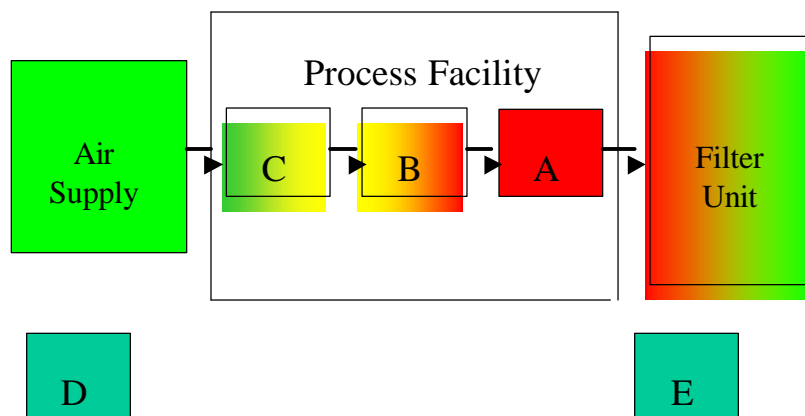 Process Facility
Air
Supply
C
B
A
Filter
Unit
D
E